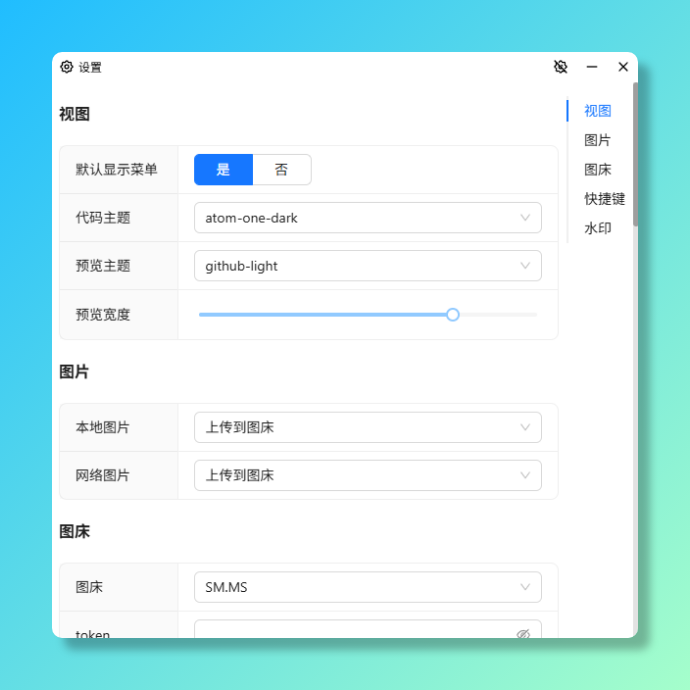 设置
视图
默认显示菜单 是 否
代码主题 atom-one-dark
预览主题 github-light
预览宽度
图片
本地图片 上传到图床
网络图片 上传到图床
图床
图床 SM.MS
token
视图
图片
图床
快捷键
水印